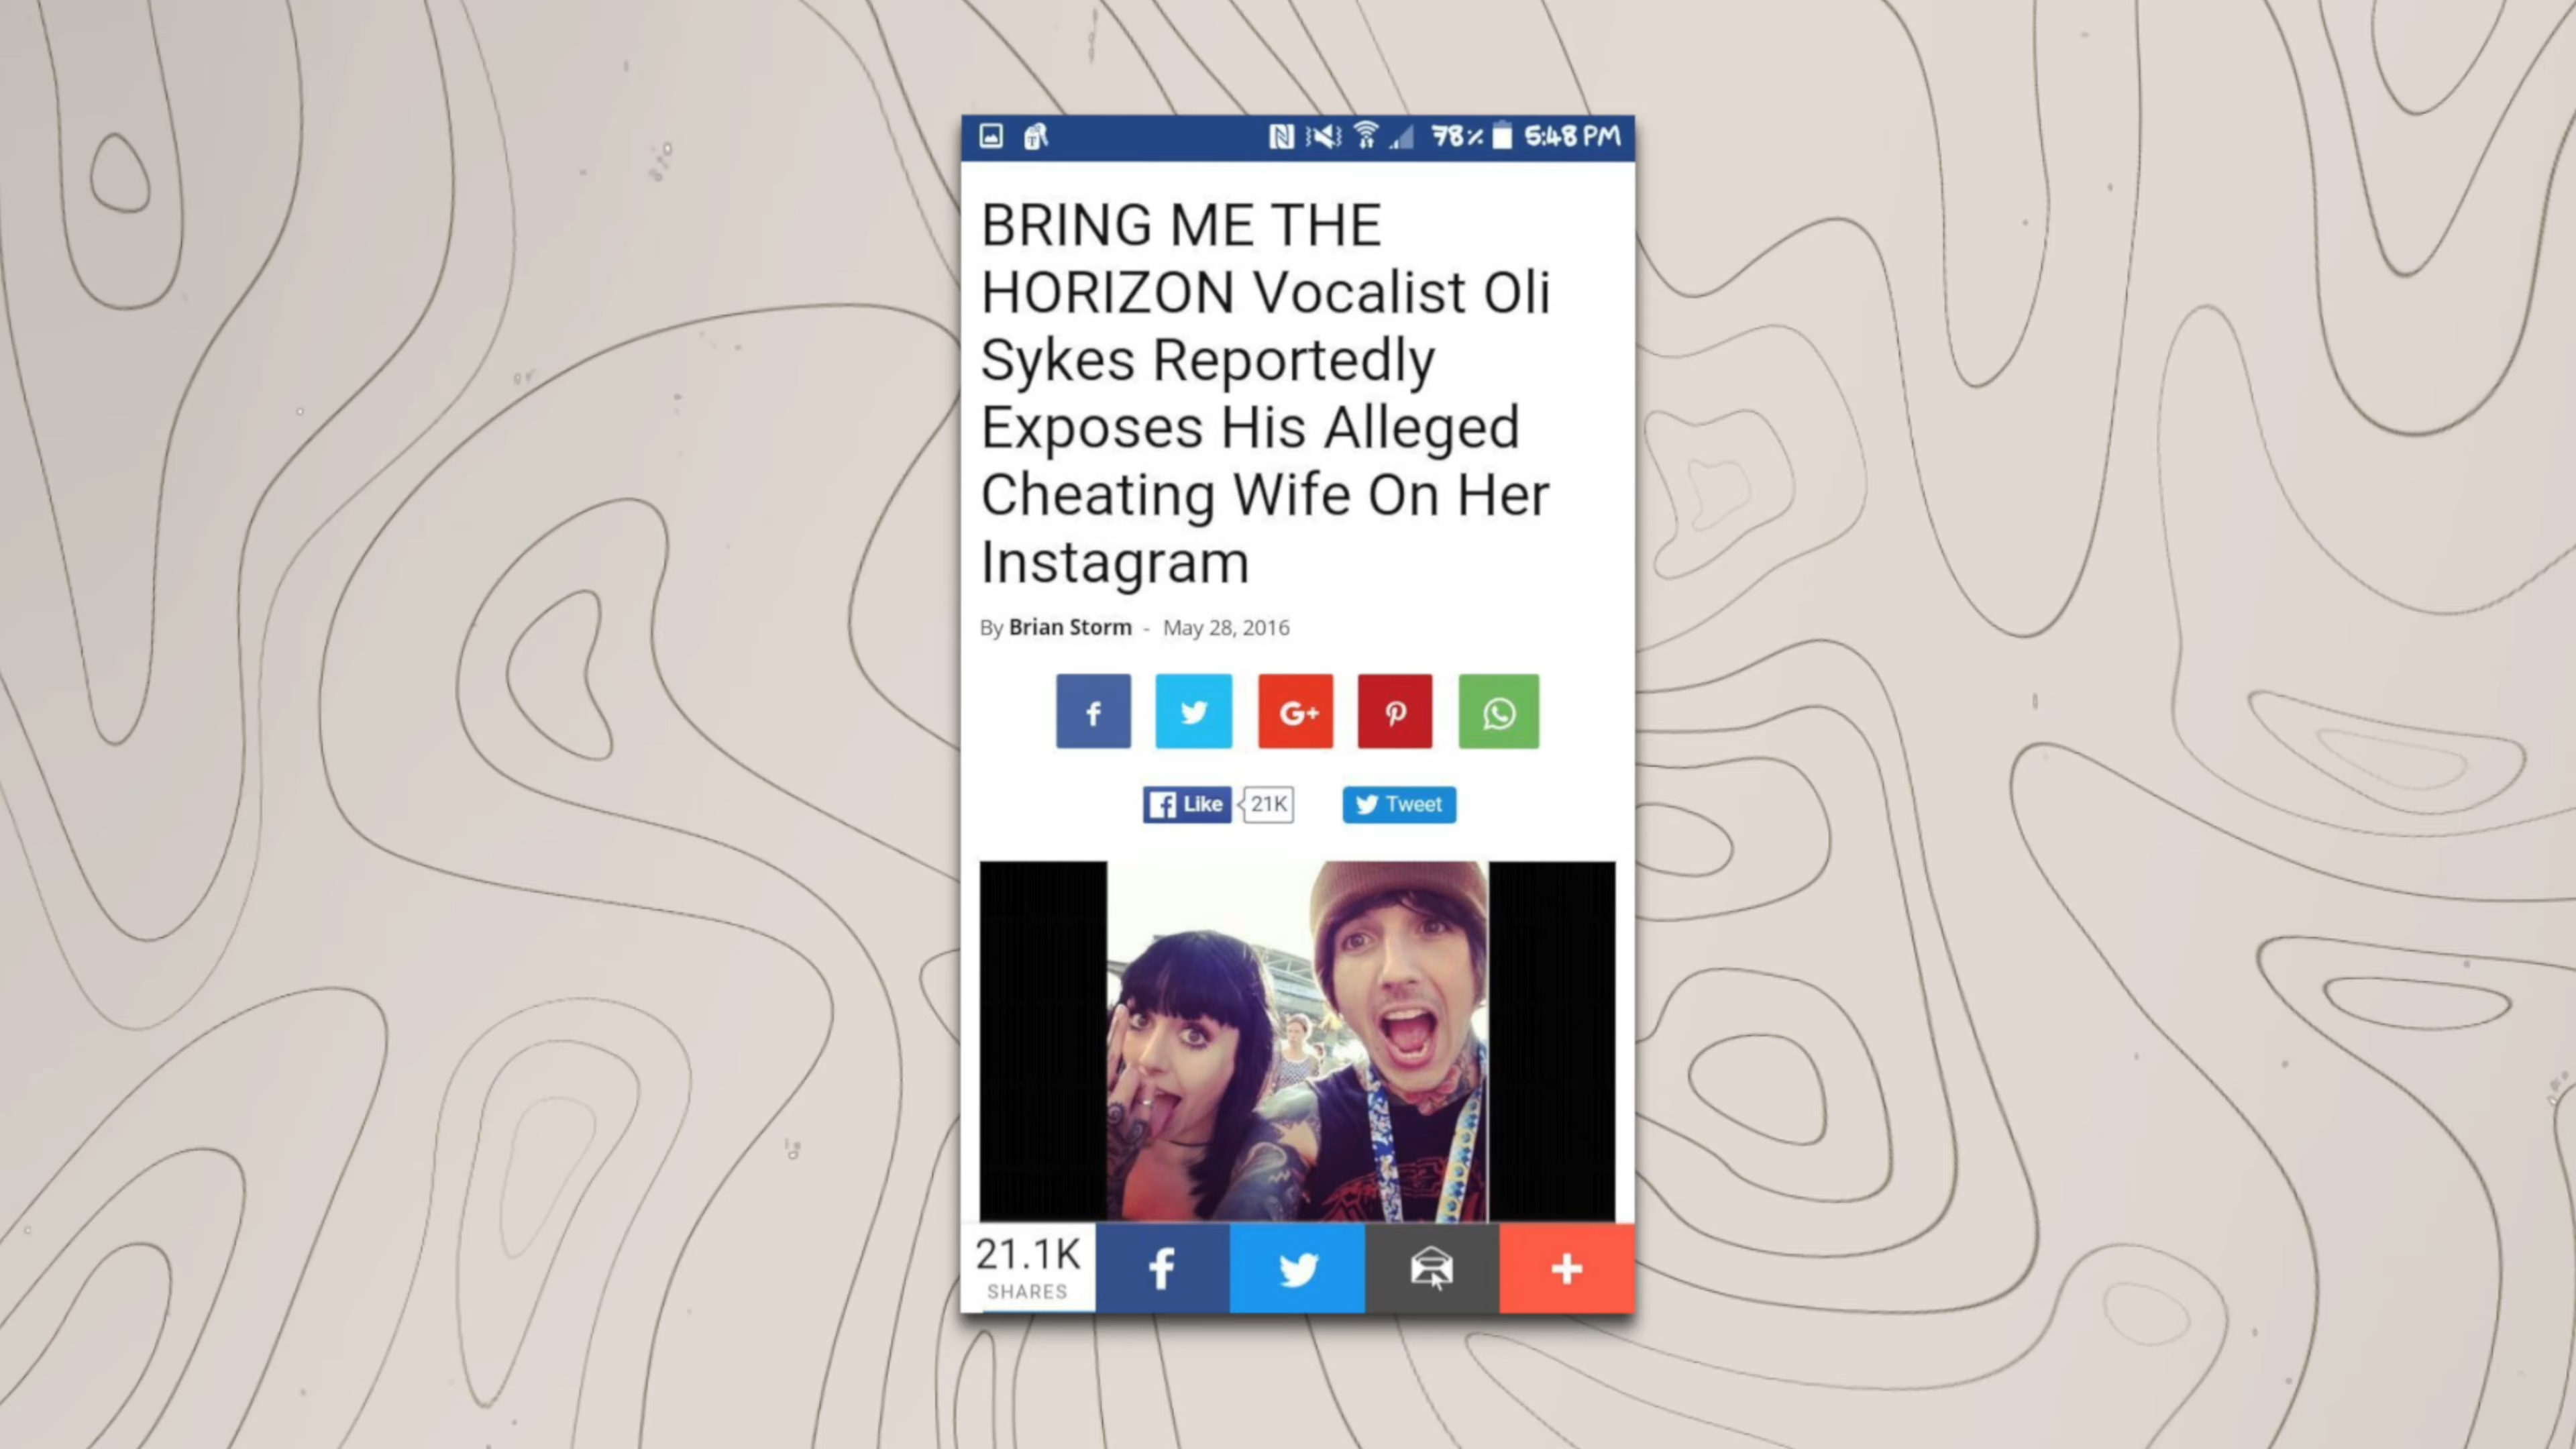 78% 5:48 PM
BRING ME THE
HORIZON Vocalist Oli
Sykes Reportedly
Exposes His Alleged
Cheating Wife On Her
Instagram
By Brian Storm - May 28, 2016
G+
Like 21K Tweet
21.1K
SHARES